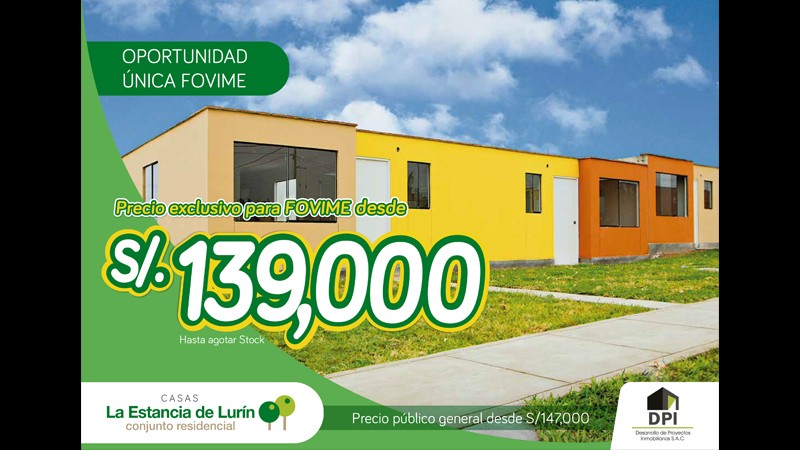 OPORTUNIDAD
ÚNICA FOVIME
Precio exclusivo para FOVIME desde
S/. 139,000
Hasta agotar Stock
CASAS
La Estancia de Lurín
conjunto residencial
Precio público general desde S/147,000
DPI
Desarrollo de Proyectos
Inmobiliarios S.A.C.